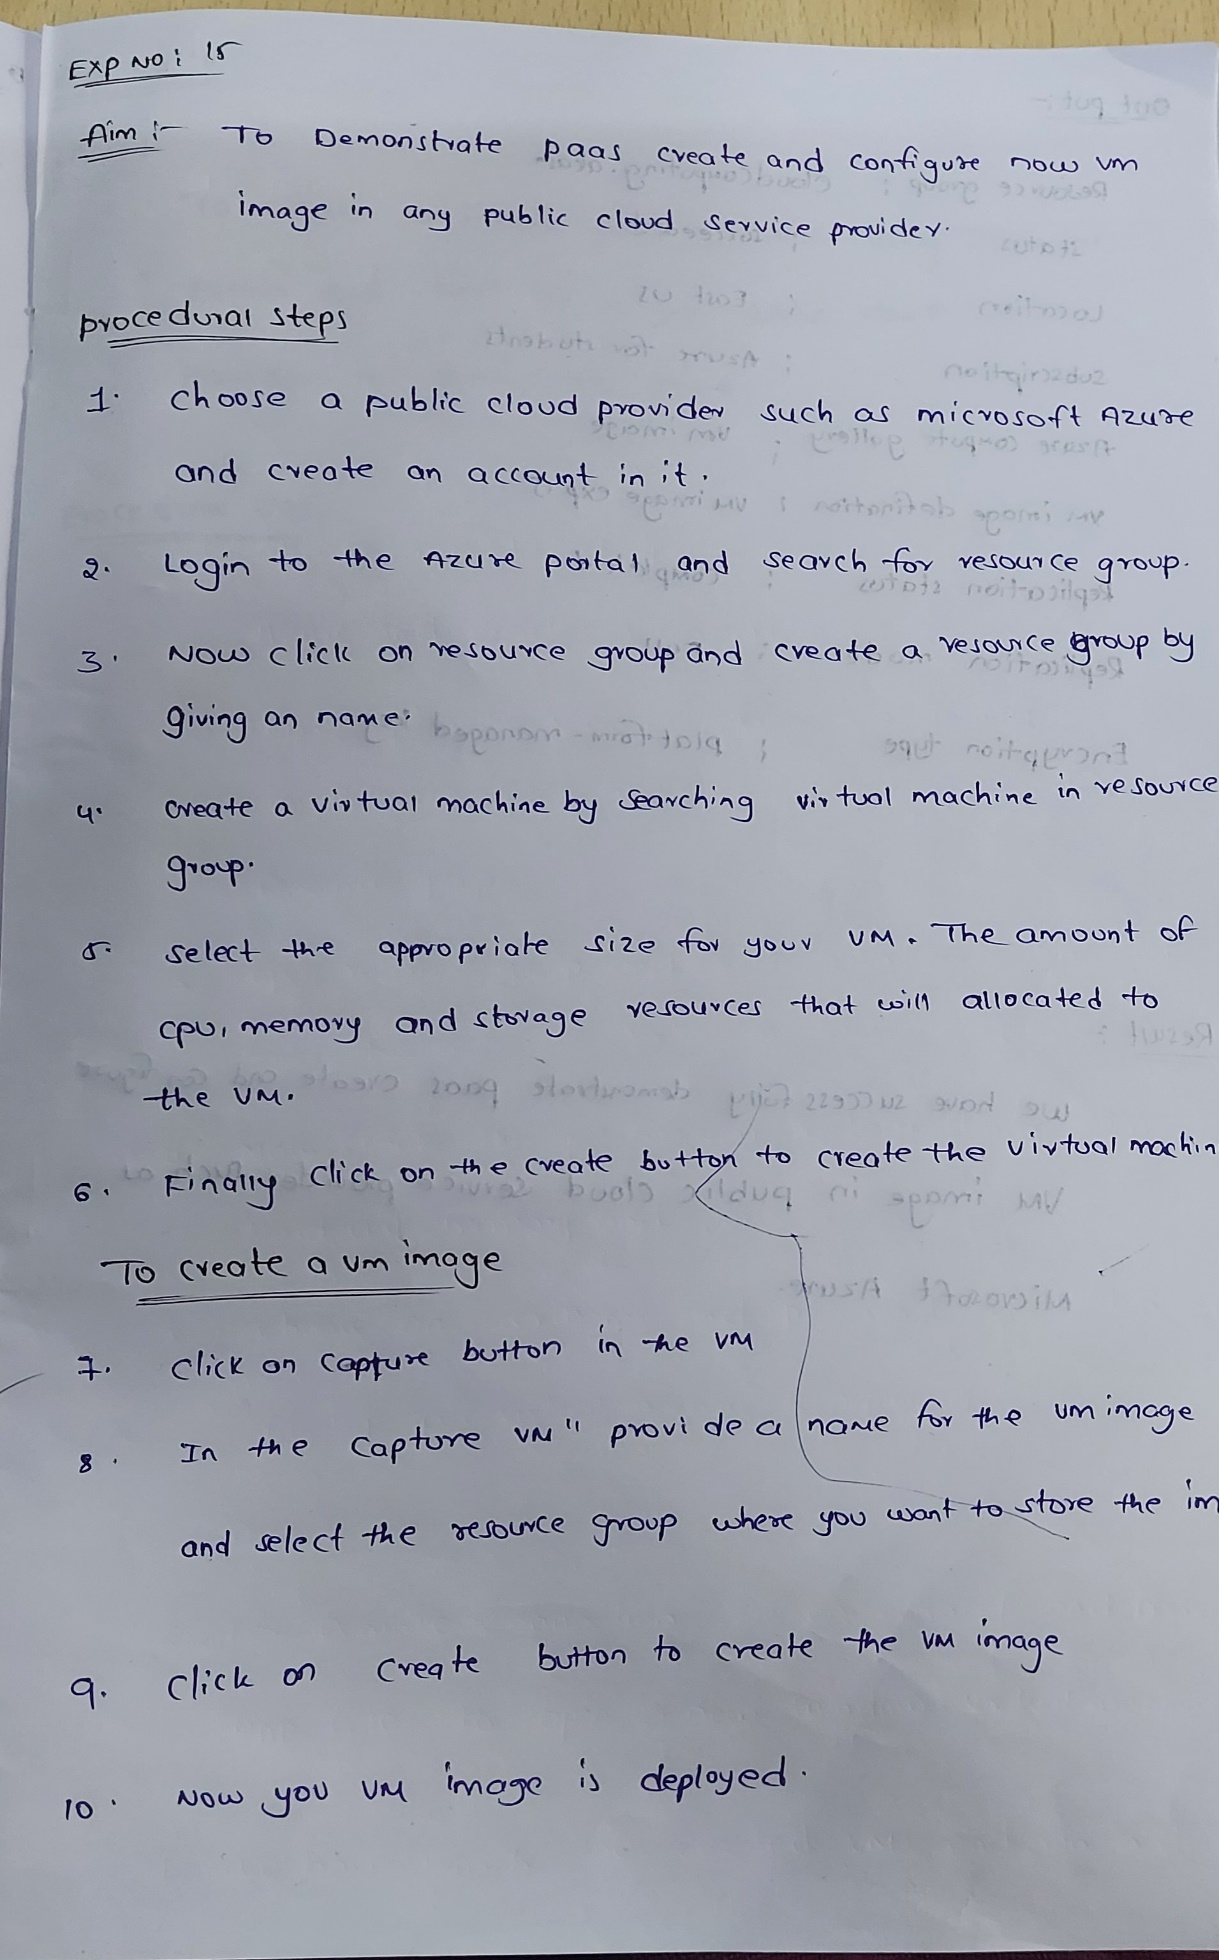 EXP NO : 15
Aim :- To Demonstrate paas create and configure now vm
image in any public cloud service provider.
procedural steps
1. choose a public cloud provider such as microsoft Azure
and create an account in it.
2. Login to the Azure portal and search for resource group.
3. Now click on resource group and create a resource group by
giving an name.
4. create a virtual machine by searching virtual machine in resource
group.
5. select the appropriate size for your VM. The amount of
cpu, memory and storage resources that will allocated to
the VM.
6. Finally click on the create button to create the virtual machin
To create a vm image
7. click on capture button in the VM
8. In the capture VM" provide a name for the vm image
and select the resource group where you want to store the im
9. click on create button to create the VM image
10. Now you VM image is deployed.